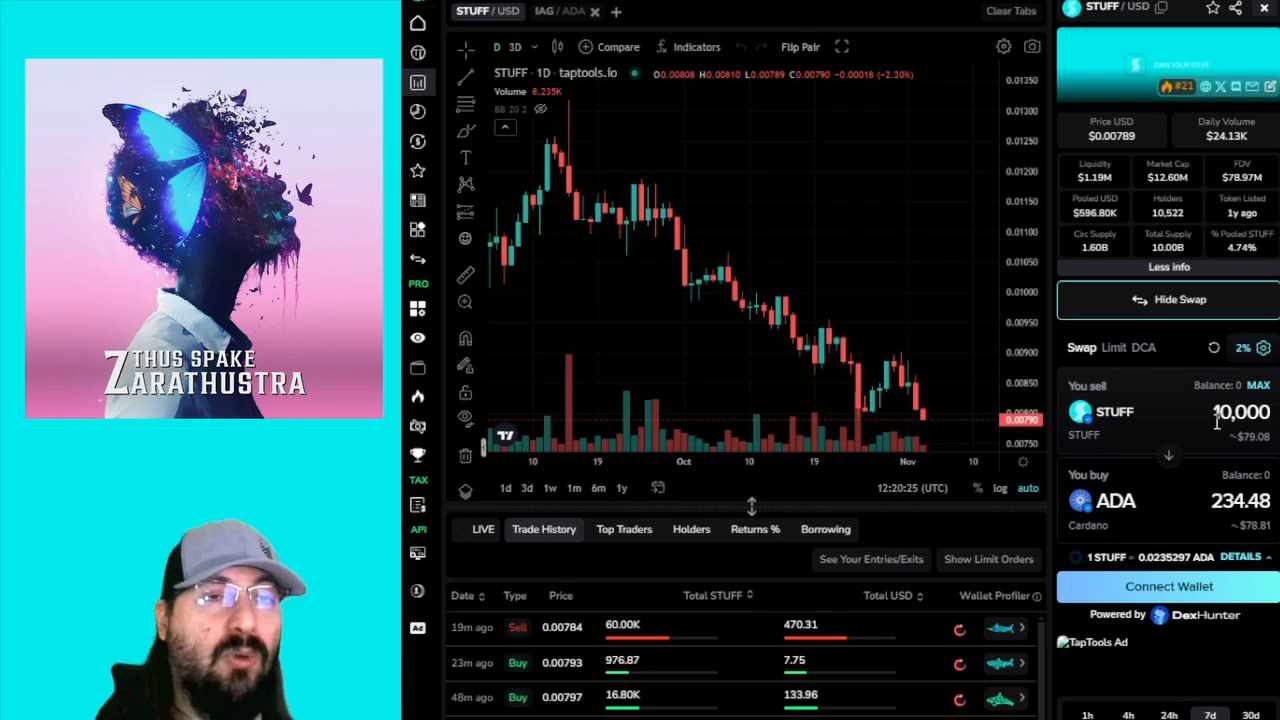 THUS SPAKE
ZARATHUSTRA
STUFF / USD
IAG / ADA
Clear Tabs
D 3D
Compare
Indicators
Flip Pair
STUFF · 1D · taptools.io
O0.00808 H0.00810 L0.00789 C0.00790 −0.00018 (−2.20%)
Volume 8.235K
BB 20 2
0.01350
0.01300
0.01250
0.01200
0.01150
0.01100
0.01050
0.01000
0.00950
0.00900
0.00850
0.00790
0.00750
10 19 Oct 10 19 Nov 10
1d 3d 1w 1m 6m 1y
12:20:25 (UTC)
% log auto
LIVE
Trade History
Top Traders
Holders
Returns %
Borrowing
See Your Entries/Exits
Show Limit Orders
Date Type Price Total STUFF Total USD Wallet Profiler
19m ago Sell 0.00784 60.00K 470.31
23m ago Buy 0.00793 976.87 7.75
48m ago Buy 0.00797 16.80K 133.96
PRO
TAX
API
Ad
STUFF / USD
OWN YOUR STUFF
#21
Price USD
$0.00789
Daily Volume
$24.13K
Liquidity
$1.19M
Market Cap
$12.60M
FDV
$78.97M
Pooled USD
$596.80K
Holders
10,522
Token Listed
1y ago
Circ Supply
1.60B
Total Supply
10.00B
% Pooled STUFF
4.74%
Less info
Hide Swap
Swap Limit DCA
2%
You sell
Balance: 0 MAX
STUFF
10,000
STUFF
~$79.08
You buy
Balance: 0
ADA
234.48
Cardano
~$78.81
1 STUFF = 0.0235297 ADA DETAILS
Connect Wallet
Powered by DexHunter
TapTools Ad
1h 4h 24h 7d 30d